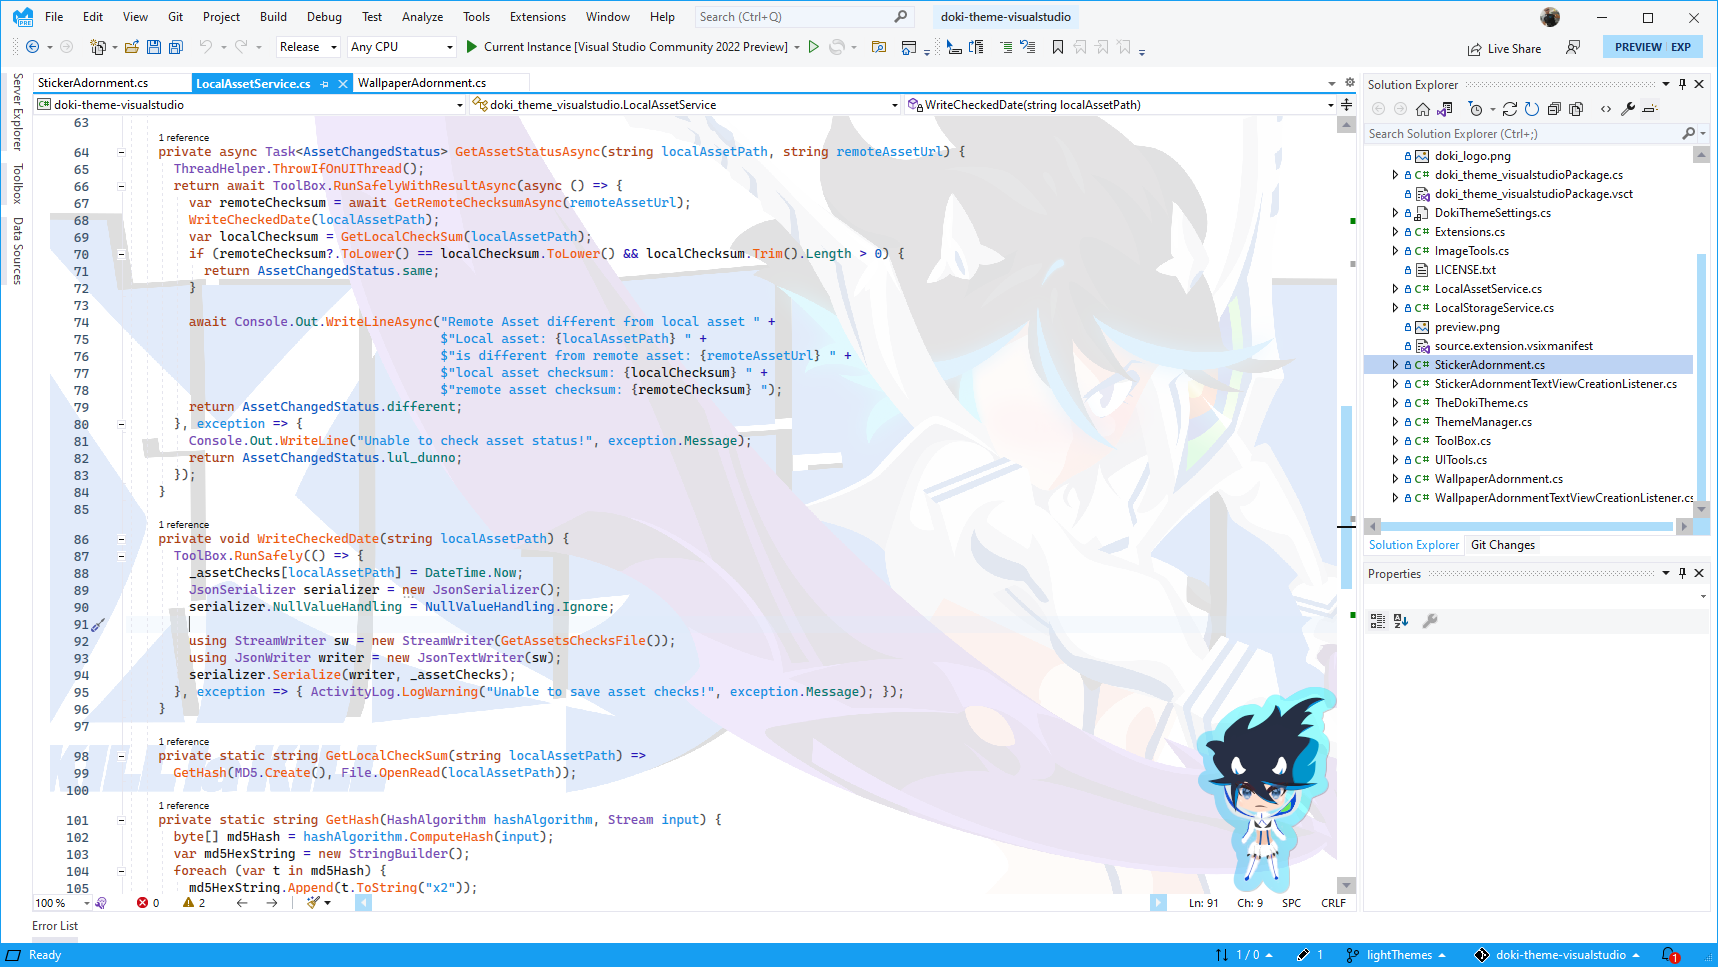 File Edit View Git Project Build Debug Test Analyze Tools Extensions Window Help Search (Ctrl+Q) doki-theme-visualstudio
Release Any CPU Current Instance [Visual Studio Community 2022 Preview] Live Share PREVIEW EXP
Server Explorer
Toolbox
Data Sources
StickerAdornment.cs LocalAssetService.cs WallpaperAdornment.cs
doki-theme-visualstudio doki_theme_visualstudio.LocalAssetService WriteCheckedDate(string localAssetPath)
63
1 reference
64 private async Task<AssetChangedStatus> GetAssetStatusAsync(string localAssetPath, string remoteAssetUrl) {
65 ThreadHelper.ThrowIfOnUIThread();
66 return await ToolBox.RunSafelyWithResultAsync(async () => {
67 var remoteChecksum = await GetRemoteChecksumAsync(remoteAssetUrl);
68 WriteCheckedDate(localAssetPath);
69 var localChecksum = GetLocalCheckSum(localAssetPath);
70 if (remoteChecksum?.ToLower() == localChecksum.ToLower() && localChecksum.Trim().Length > 0) {
71 return AssetChangedStatus.same;
72 }
73
74 await Console.Out.WriteLineAsync("Remote Asset different from local asset " +
75 $"Local asset: {localAssetPath} " +
76 $"is different from remote asset: {remoteAssetUrl} " +
77 $"local asset checksum: {localChecksum} " +
78 $"remote asset checksum: {remoteChecksum} ");
79 return AssetChangedStatus.different;
80 }, exception => {
81 Console.Out.WriteLine("Unable to check asset status!", exception.Message);
82 return AssetChangedStatus.lul_dunno;
83 });
84 }
85
1 reference
86 private void WriteCheckedDate(string localAssetPath) {
87 ToolBox.RunSafely(() => {
88 _assetChecks[localAssetPath] = DateTime.Now;
89 JsonSerializer serializer = new JsonSerializer();
90 serializer.NullValueHandling = NullValueHandling.Ignore;
91
92 using StreamWriter sw = new StreamWriter(GetAssetsChecksFile());
93 using JsonWriter writer = new JsonTextWriter(sw);
94 serializer.Serialize(writer, _assetChecks);
95 }, exception => { ActivityLog.LogWarning("Unable to save asset checks!", exception.Message); });
96 }
97
1 reference
98 private static string GetLocalCheckSum(string localAssetPath) =>
99 GetHash(MD5.Create(), File.OpenRead(localAssetPath));
100
1 reference
101 private static string GetHash(HashAlgorithm hashAlgorithm, Stream input) {
102 byte[] md5Hash = hashAlgorithm.ComputeHash(input);
103 var md5HexString = new StringBuilder();
104 foreach (var t in md5Hash) {
105 md5HexString.Append(t.ToString("x2"));
100 % 0 2 Ln: 91 Ch: 9 SPC CRLF
Error List
Solution Explorer
Search Solution Explorer (Ctrl+;)
doki_logo.png
C# doki_theme_visualstudioPackage.cs
doki_theme_visualstudioPackage.vsct
DokiThemeSettings.cs
C# Extensions.cs
C# ImageTools.cs
LICENSE.txt
C# LocalAssetService.cs
C# LocalStorageService.cs
preview.png
source.extension.vsixmanifest
C# StickerAdornment.cs
C# StickerAdornmentTextViewCreationListener.cs
C# TheDokiTheme.cs
C# ThemeManager.cs
C# ToolBox.cs
C# UITools.cs
C# WallpaperAdornment.cs
C# WallpaperAdornmentTextViewCreationListener.cs
Solution Explorer Git Changes
Properties
Ready 1 / 0 1 lightThemes doki-theme-visualstudio 1